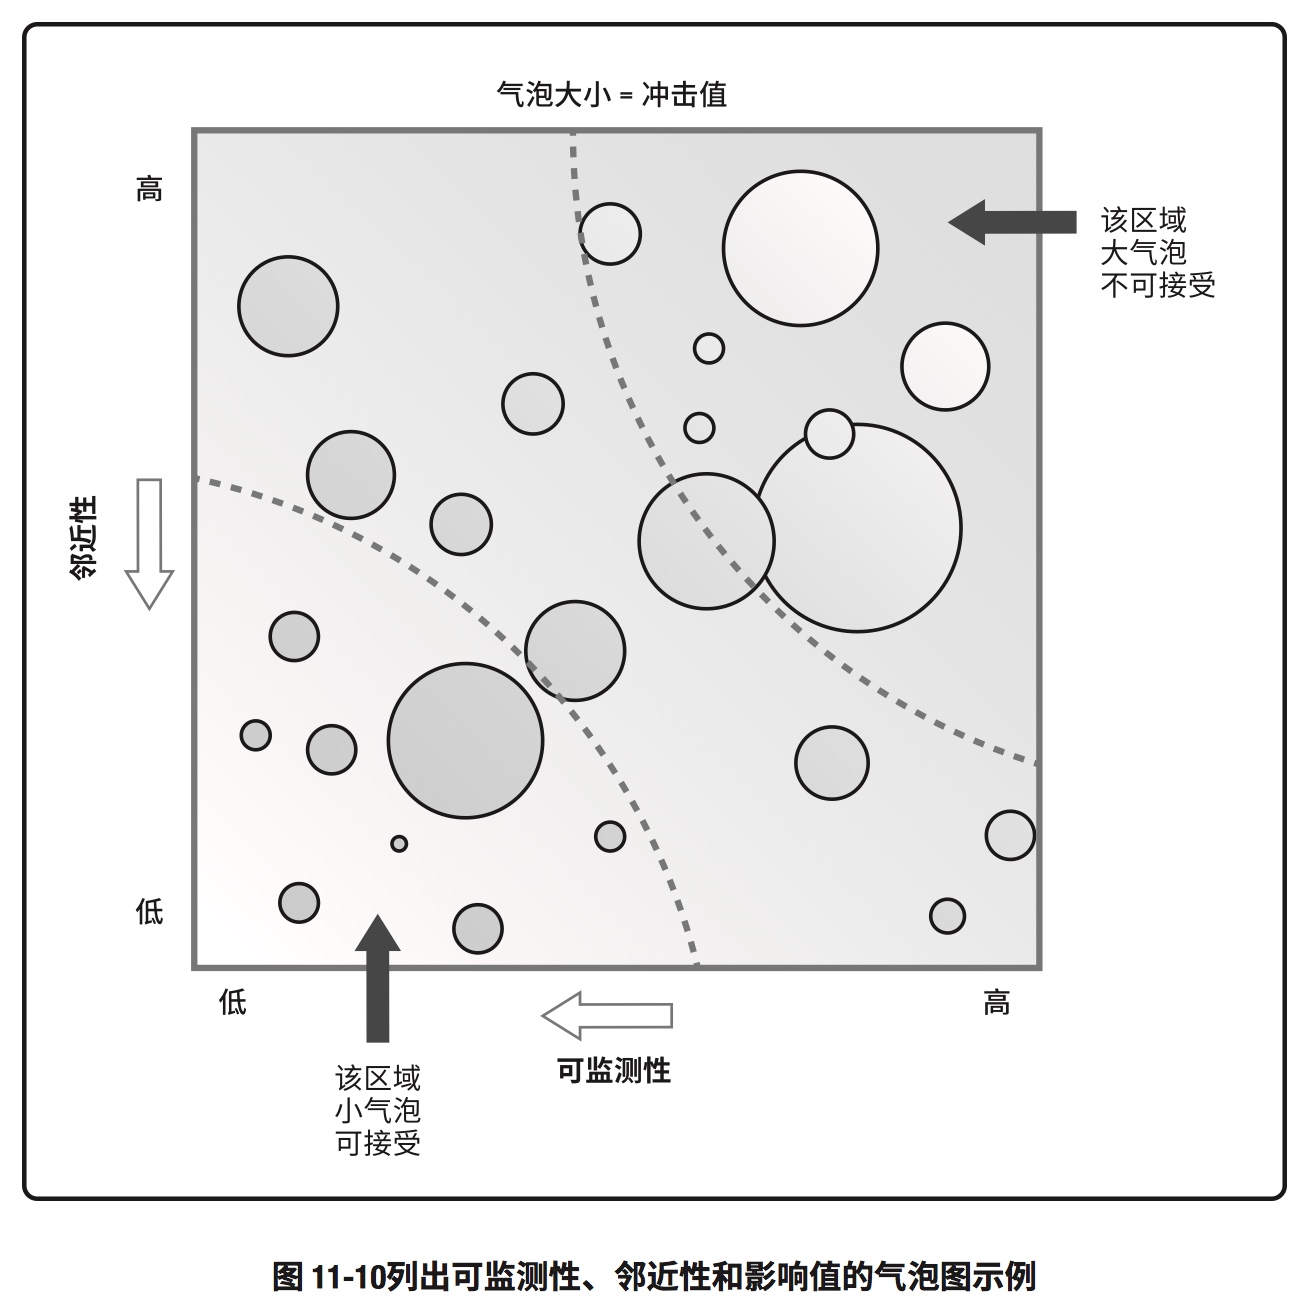 气泡大小 = 冲击值
高
该区域
大气泡
不可接受
邻近性
低
低
高
可监测性
该区域
小气泡
可接受
图 11-10列出可监测性、邻近性和影响值的气泡图示例